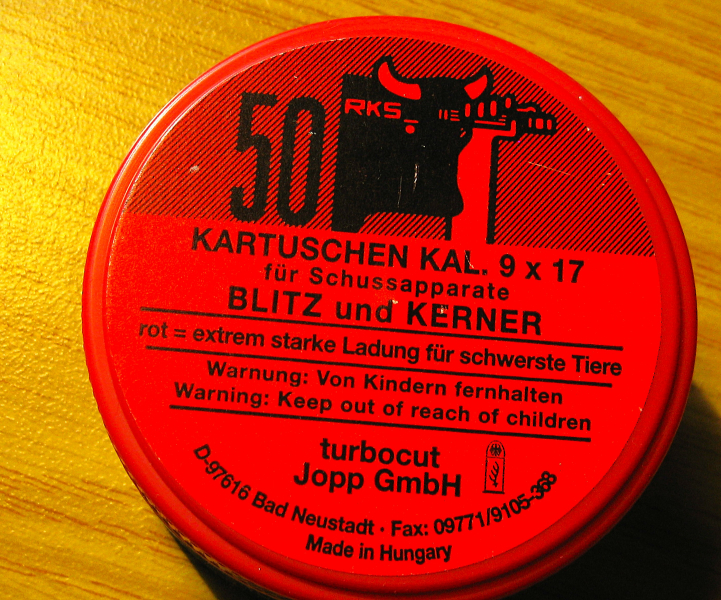 50
RKS
KARTUSCHEN KAL. 9 x 17
für Schussapparate
BLITZ und KERNER
rot = extrem starke Ladung für schwerste Tiere
Warnung: Von Kindern fernhalten
Warning: Keep out of reach of children
turbocut
Jopp GmbH
D-97616 Bad Neustadt · Fax: 09771/9105-368
Made in Hungary